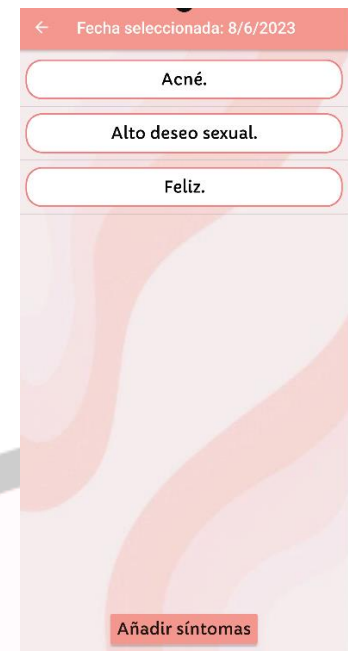 Fecha seleccionada: 8/6/2023
Acné.
Alto deseo sexual.
Feliz.
Añadir síntomas